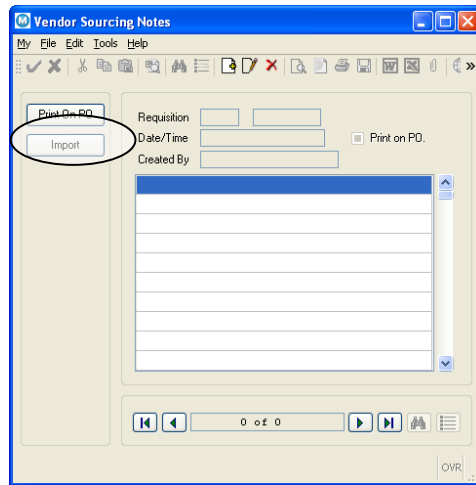 Vendor Sourcing Notes
My File Edit Tools Help
Print On PO
Import
Requisition
Date/Time
Print on PO.
Created By
0 of 0
OVR